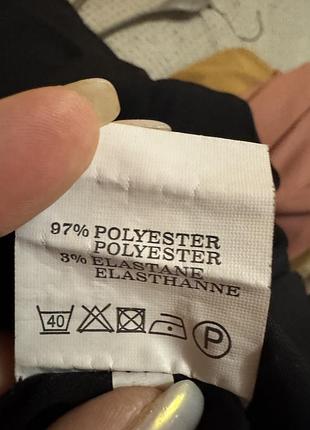 97% POLYESTER
POLYESTER
3% ELASTANE
ELASTHANNE
40 P